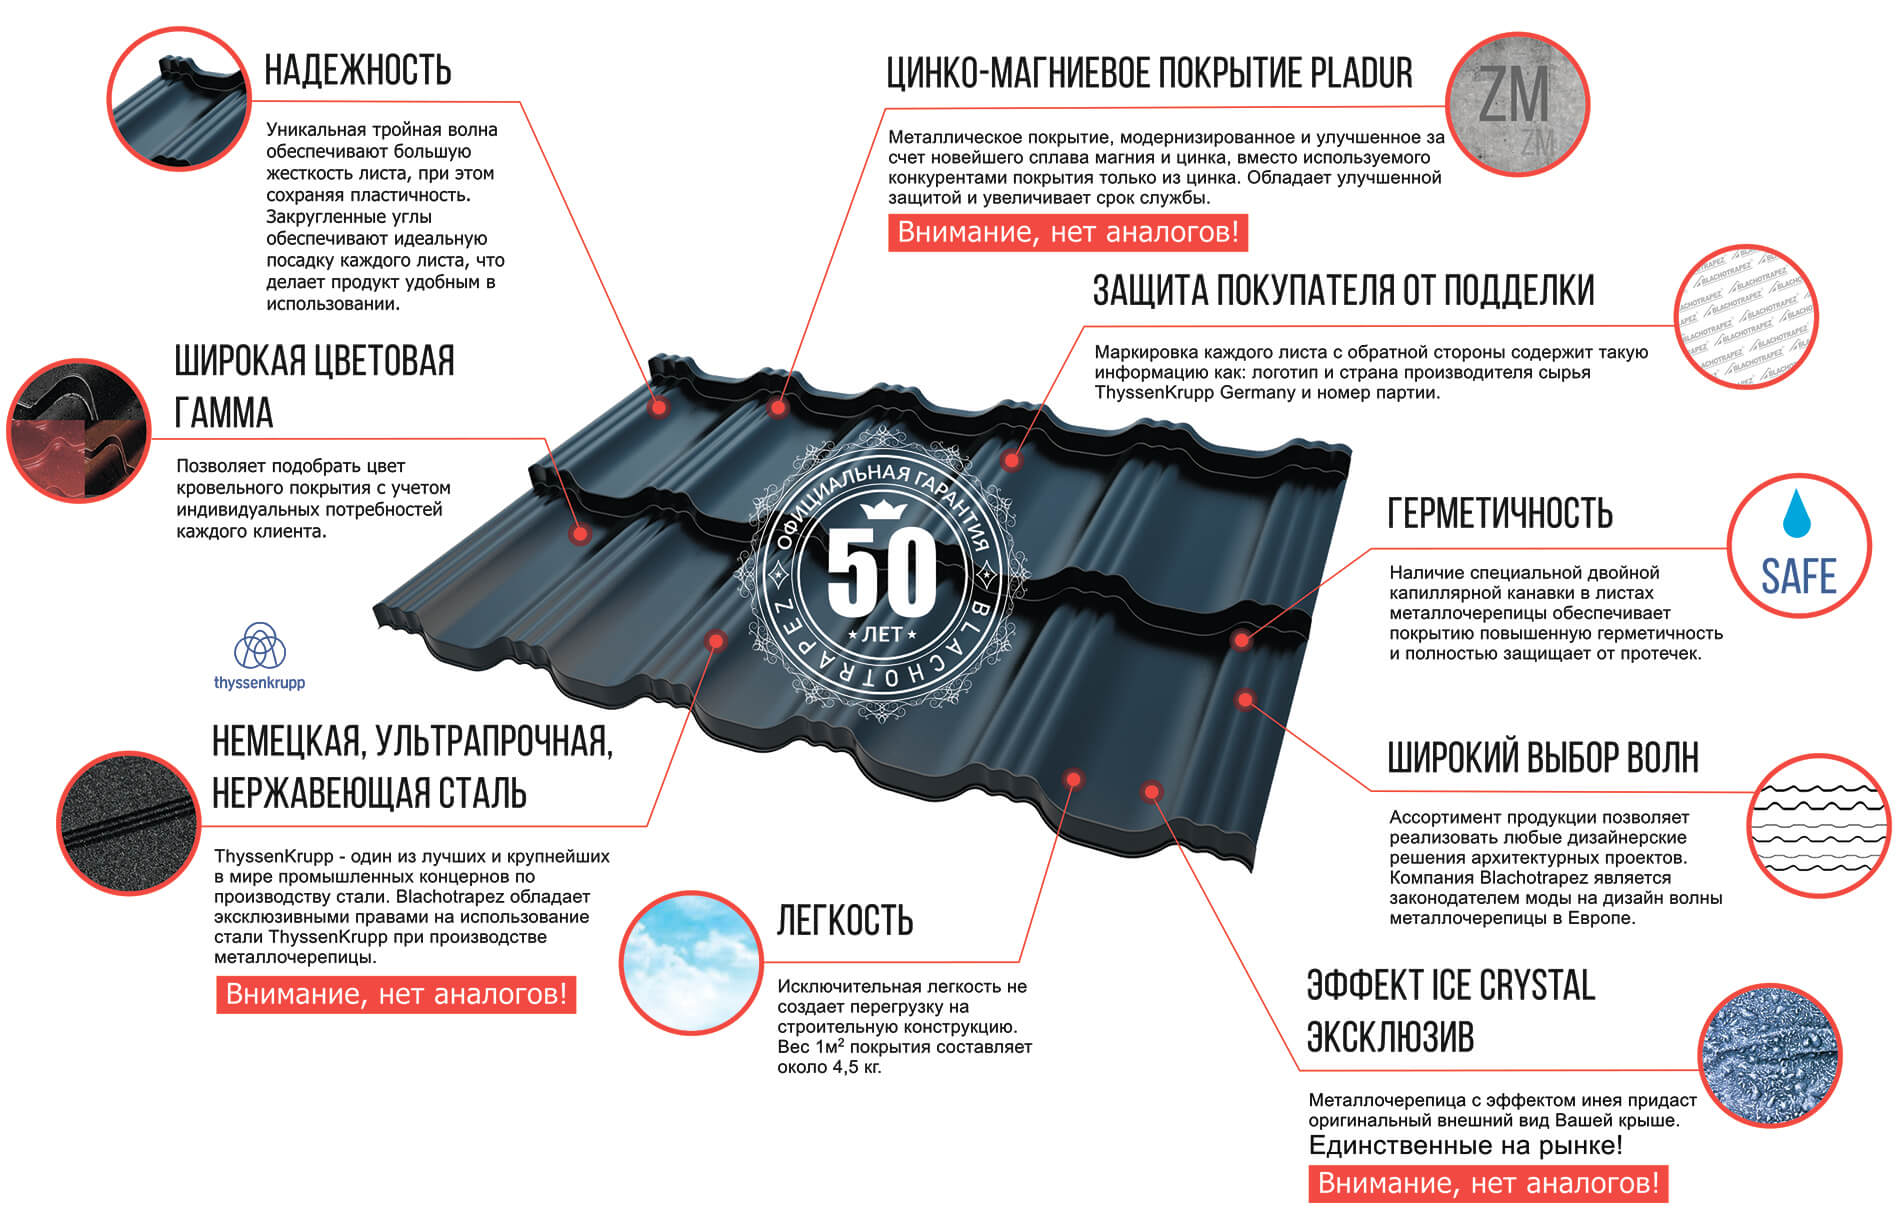 НАДЕЖНОСТЬ
Уникальная тройная волна
обеспечивают большую
жесткость листа, при этом
сохраняя пластичность.
Закругленные углы
обеспечивают идеальную
посадку каждого листа, что
делает продукт удобным в
использовании.
ЦИНКО-МАГНИЕВОЕ ПОКРЫТИЕ PLADUR
ZM
ZM
Металлическое покрытие, модернизированное и улучшенное за
счет новейшего сплава магния и цинка, вместо используемого
конкурентами покрытия только из цинка. Обладает улучшенной
защитой и увеличивает срок службы.
Внимание, нет аналогов!
ЗАЩИТА ПОКУПАТЕЛЯ ОТ ПОДДЕЛКИ
BLACHOTRAPEZ
Маркировка каждого листа с обратной стороны содержит такую
информацию как: логотип и страна производителя сырья
ThyssenKrupp Germany и номер партии.
ШИРОКАЯ ЦВЕТОВАЯ
ГАММА
Позволяет подобрать цвет
кровельного покрытия с учетом
индивидуальных потребностей
каждого клиента.
ОФИЦИАЛЬНАЯ ГАРАНТИЯ
50
ЛЕТ
BLACHOTRAPEZ
ГЕРМЕТИЧНОСТЬ
SAFE
Наличие специальной двойной
капиллярной канавки в листах
металлочерепицы обеспечивает
покрытию повышенную герметичность
и полностью защищает от протечек.
thyssenkrupp
НЕМЕЦКАЯ, УЛЬТРАПРОЧНАЯ,
НЕРЖАВЕЮЩАЯ СТАЛЬ
ThyssenKrupp - один из лучших и крупнейших
в мире промышленных концернов по
производству стали. Blachotrapez обладает
эксклюзивными правами на использование
стали ThyssenKrupp при производстве
металлочерепицы.
Внимание, нет аналогов!
ШИРОКИЙ ВЫБОР ВОЛН
Ассортимент продукции позволяет
реализовать любые дизайнерские
решения архитектурных проектов.
Компания Blachotrapez является
законодателем моды на дизайн волны
металлочерепицы в Европе.
ЛЕГКОСТЬ
Исключительная легкость не
создает перегрузку на
строительную конструкцию.
Вес 1м² покрытия составляет
около 4,5 кг.
ЭФФЕКТ ICE CRYSTAL
ЭКСКЛЮЗИВ
Металлочерепица с эффектом инея придаст
оригинальный внешний вид Вашей крыше.
Единственные на рынке!
Внимание, нет аналогов!